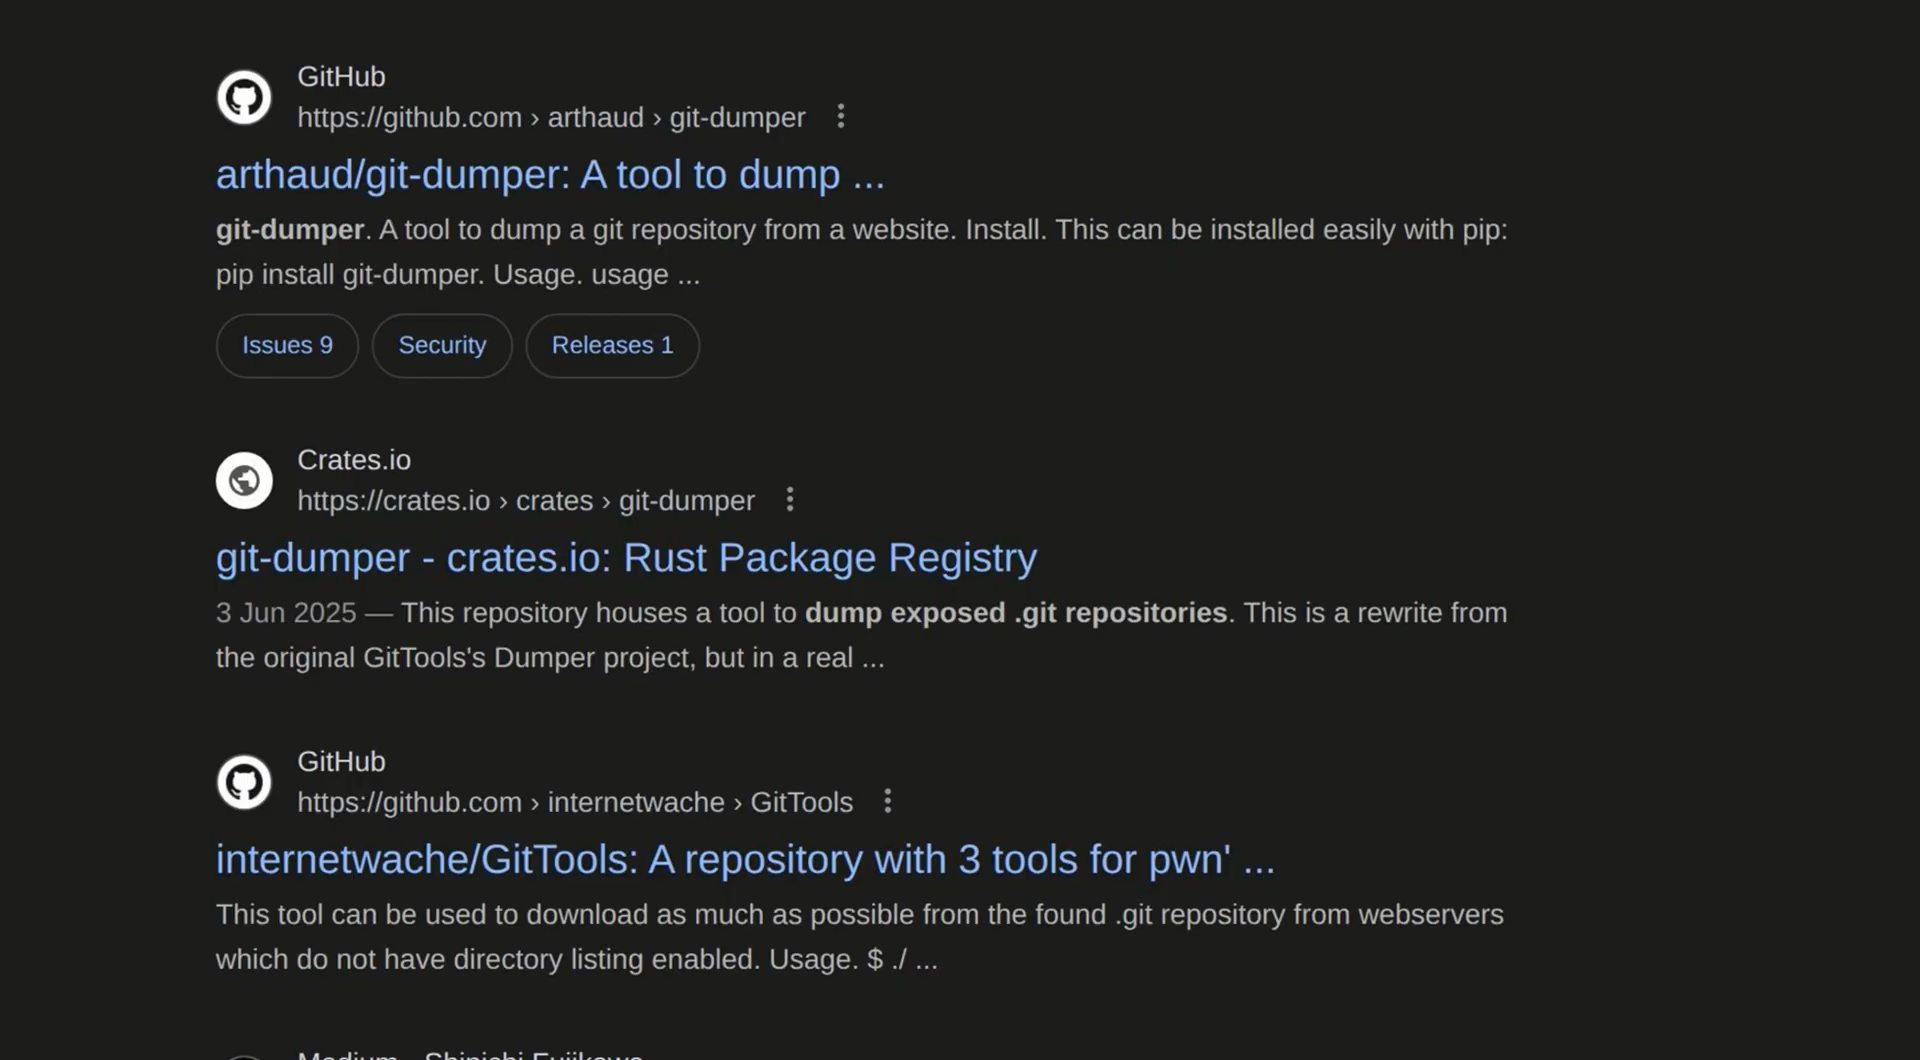 GitHub
https://github.com › arthaud › git-dumper
arthaud/git-dumper: A tool to dump ...
git-dumper. A tool to dump a git repository from a website. Install. This can be installed easily with pip:
pip install git-dumper. Usage. usage ...
Issues 9
Security
Releases 1
Crates.io
https://crates.io › crates › git-dumper
git-dumper - crates.io: Rust Package Registry
3 Jun 2025 — This repository houses a tool to dump exposed .git repositories. This is a rewrite from
the original GitTools's Dumper project, but in a real ...
GitHub
https://github.com › internetwache › GitTools
internetwache/GitTools: A repository with 3 tools for pwn' ...
This tool can be used to download as much as possible from the found .git repository from webservers
which do not have directory listing enabled. Usage. $ ./ ...
Medium · Shinichi Fujikawa